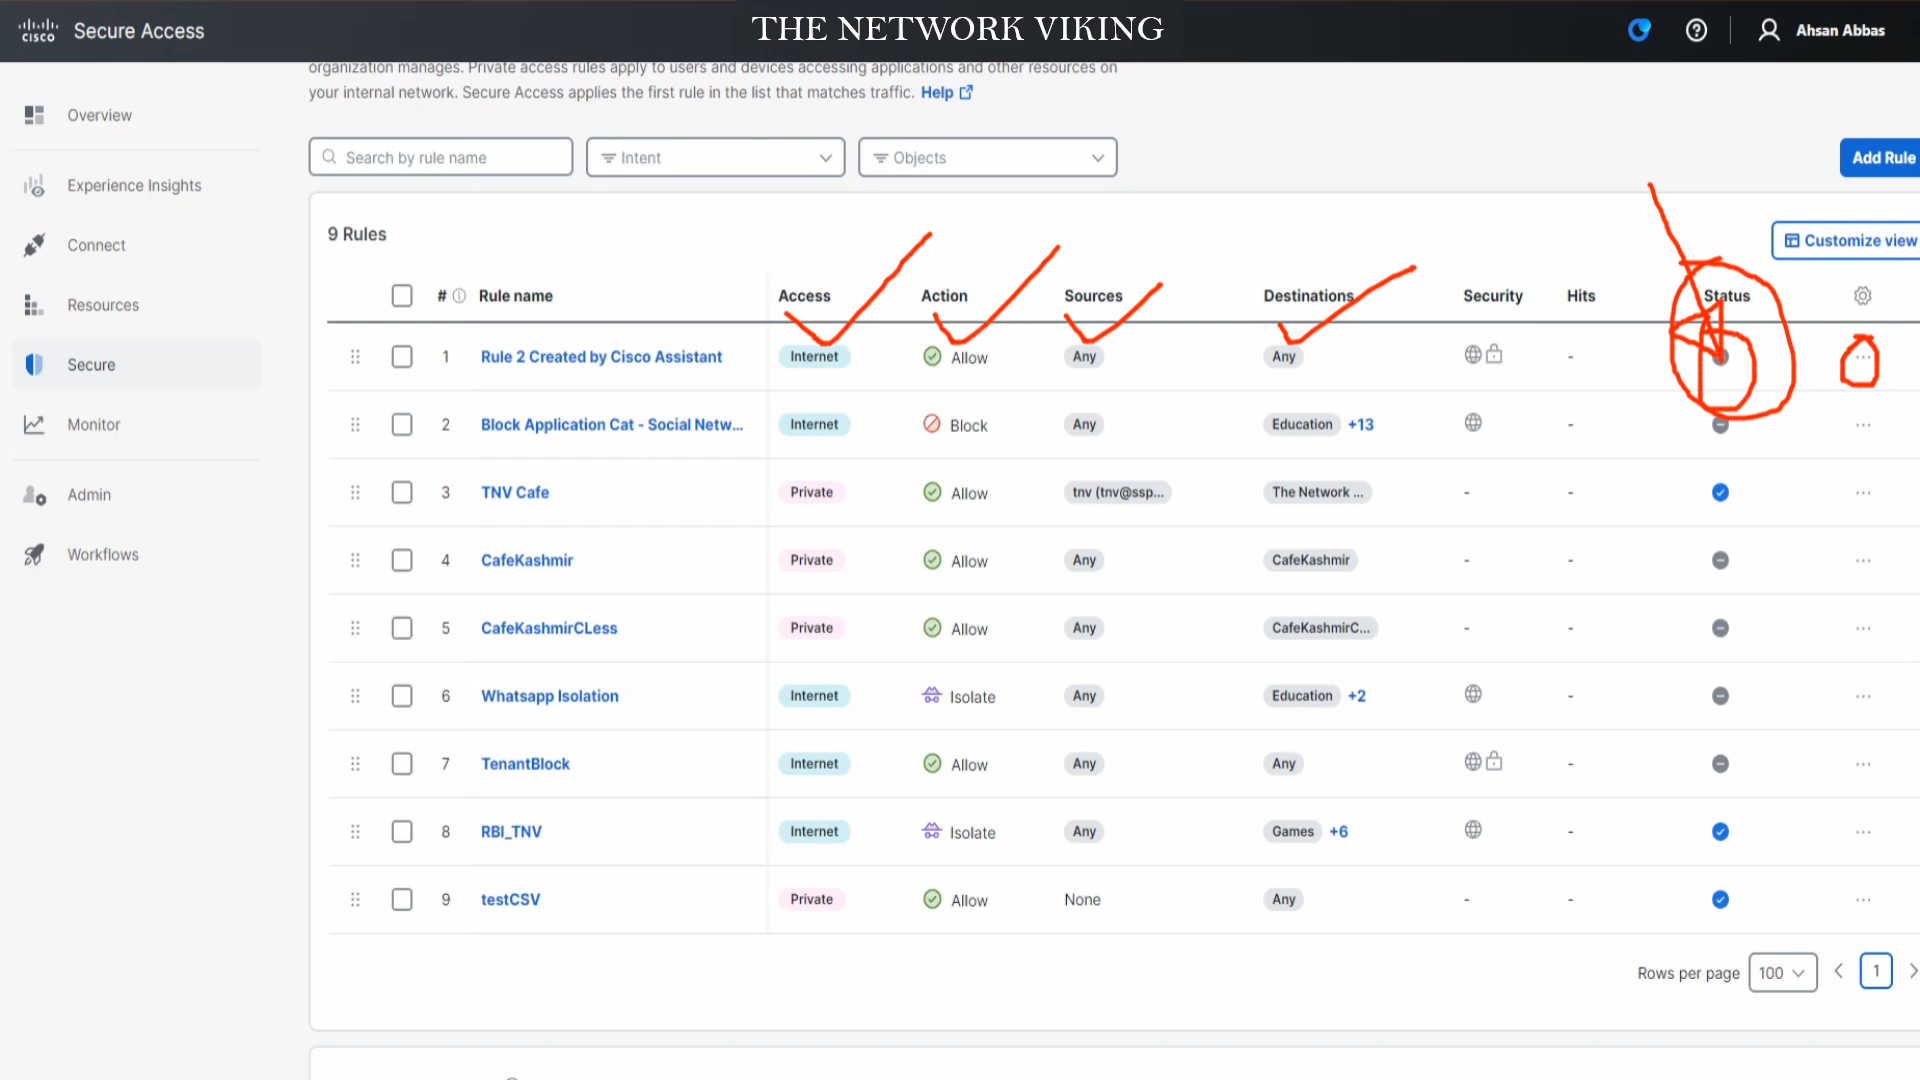 cisco Secure Access THE NETWORK VIKING Ahsan Abbas
organization manages. Private access rules apply to users and devices accessing applications and other resources on
your internal network. Secure Access applies the first rule in the list that matches traffic. Help
Overview
Experience Insights
Connect
Resources
Secure
Monitor
Admin
Workflows
Search by rule name Intent Objects Add Rule
9 Rules Customize view
# Rule name Access Action Sources Destinations Security Hits Status
1 Rule 2 Created by Cisco Assistant Internet Allow Any Any - ...
2 Block Application Cat - Social Netw... Internet Block Any Education +13 - ...
3 TNV Cafe Private Allow tnv (tnv@ssp... The Network ... - - ...
4 CafeKashmir Private Allow Any CafeKashmir - - ...
5 CafeKashmirCLess Private Allow Any CafeKashmirC... - - ...
6 Whatsapp Isolation Internet Isolate Any Education +2 - ...
7 TenantBlock Internet Allow Any Any - ...
8 RBI_TNV Internet Isolate Any Games +6 - ...
9 testCSV Private Allow None Any - - ...
Rows per page 100 1